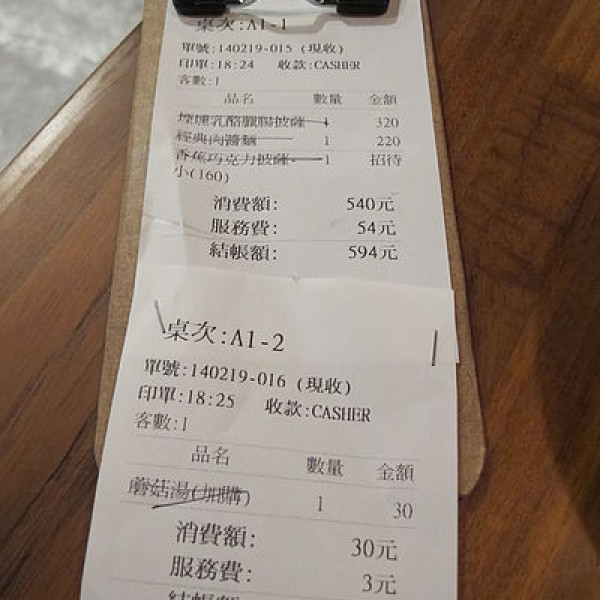 桌次:A1-1
單號:140219-015 (現收)
印單:18:24 收款:CASHER
客數:1
品名 數量 金額
煙燻乳酪臘腸披薩 1 320
經典肉醬麵 1 220
香蕉巧克力披薩 1 招待
小(160)
消費額: 540元
服務費: 54元
結帳額: 594元
桌次:A1-2
單號:140219-016 (現收)
印單:18:25 收款:CASHER
客數:1
品名 數量 金額
蘑菇湯(加購) 1 30
消費額: 30元
服務費: 3元
結帳額: